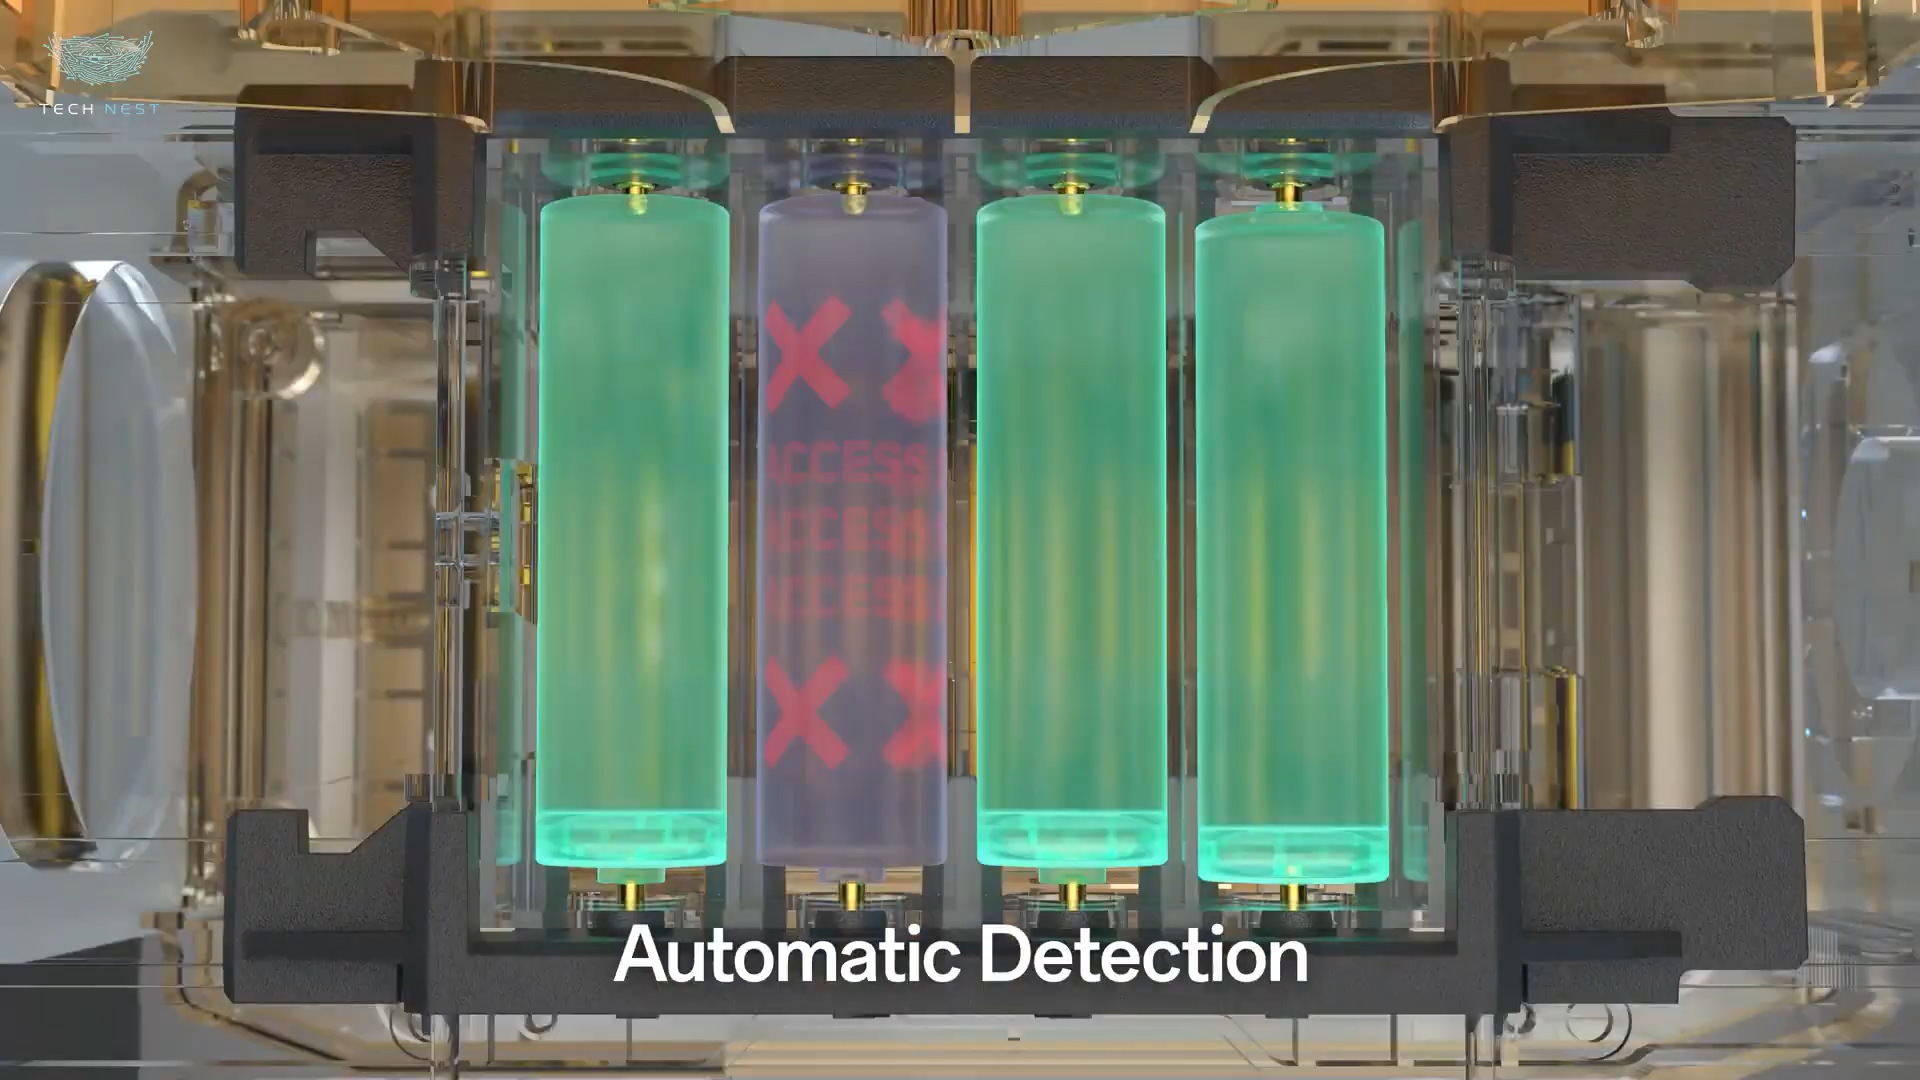 TECH NEST
ACCESS
ACCESS
ACCESS
Automatic Detection